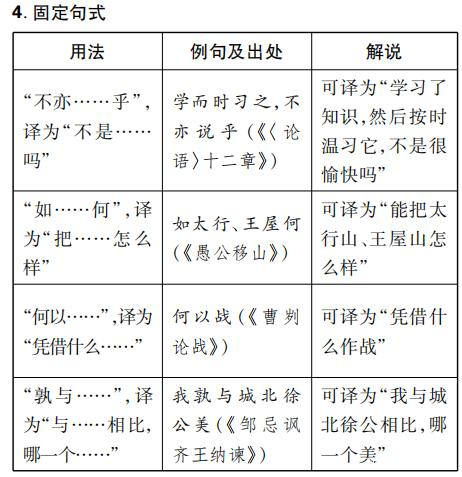 4. 固定句式
用法
例句及出处
解说
“不亦……乎”,
译为“不是……
吗”
学而时习之,不
亦说乎(《〈论
语〉十二章》)
可译为“学习了
知识,然后按时
温习它,不是很
愉快吗”
“如……何”,译
为“把……怎么
样”
如太行、王屋何
(《愚公移山》)
可译为“能把太
行山、王屋山怎
么样”
“何以……”,译为
“凭借什么……”
何以战(《曹刿
论战》)
可译为“凭借什
么作战”
“孰与……”,译
为“与……相比,
哪一个……”
我孰与城北徐
公美(《邹忌讽
齐王纳谏》)
可译为“我与城
北徐公相比,哪
一个美”